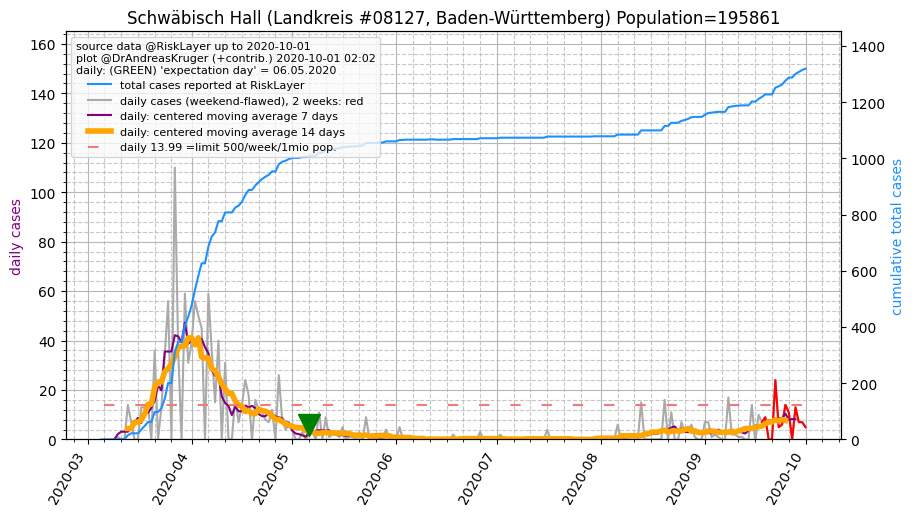 Schwäbisch Hall (Landkreis #08127, Baden-Württemberg) Population=195861
source data @RiskLayer up to 2020-10-01
plot @DrAndreasKruger (+contrib.) 2020-10-01 02:02
daily: (GREEN) 'expectation day' = 06.05.2020
total cases reported at RiskLayer
daily cases (weekend-flawed), 2 weeks: red
daily: centered moving average 7 days
daily: centered moving average 14 days
daily 13.99 =limit 500/week/1mio pop.
daily cases
160
140
120
100
80
60
40
20
0
cumulative total cases
1400
1200
1000
800
600
400
200
0
2020-03
2020-04
2020-05
2020-06
2020-07
2020-08
2020-09
2020-10